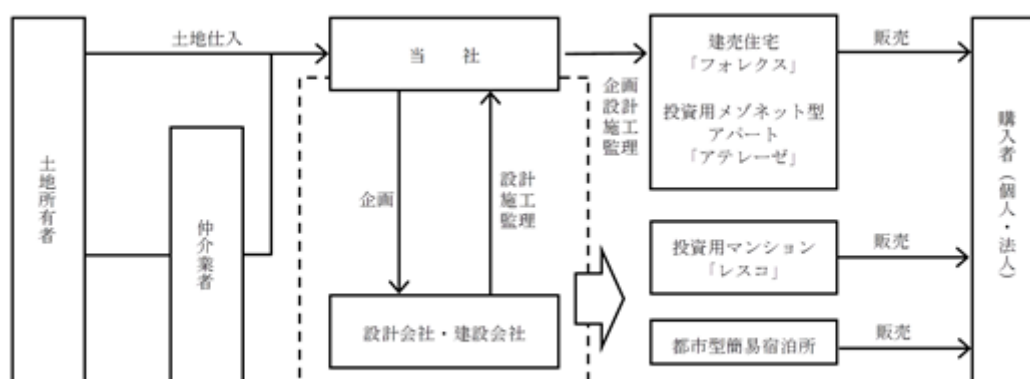 土地所有者
土地仕入
仲介業者
当　社
企画
設計
施工
監理
設計会社・建設会社
企画
設計
施工
監理
建売住宅
「フォレクス」
投資用メゾネット型
アパート
「アテレーゼ」
投資用マンション
「レスコ」
都市型簡易宿泊所
販売
販売
販売
購入者（個人・法人）